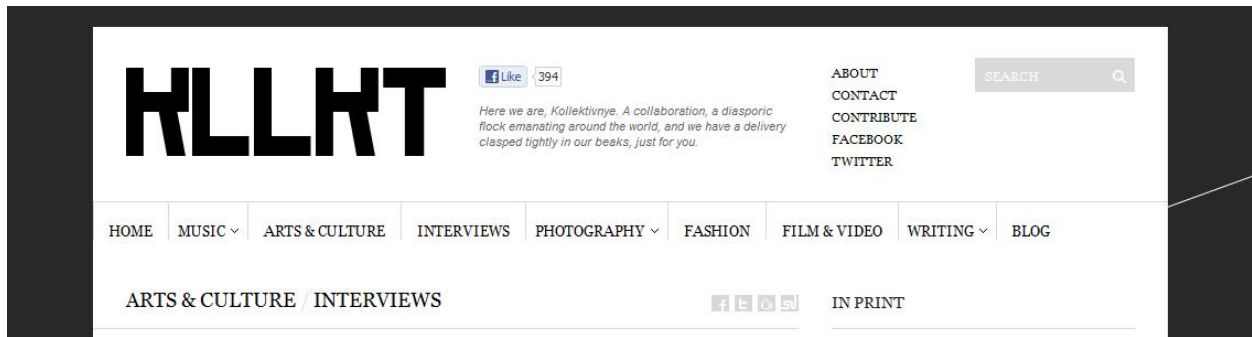 KLLKT
Like 394
Here we are, Kollektivnye. A collaboration, a diasporic
flock emanating around the world, and we have a delivery
clasped tightly in our beaks, just for you.
ABOUT
CONTACT
CONTRIBUTE
FACEBOOK
TWITTER
SEARCH
HOME MUSIC ARTS & CULTURE INTERVIEWS PHOTOGRAPHY FASHION FILM & VIDEO WRITING BLOG
ARTS & CULTURE / INTERVIEWS
IN PRINT